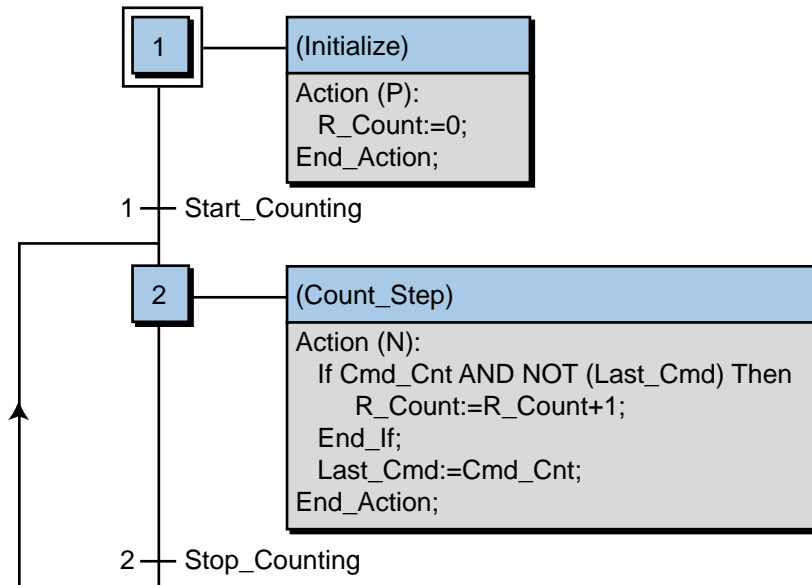 1
(Initialize)
Action (P):
R_Count:=0;
End_Action;
1 Start_Counting
2
(Count_Step)
Action (N):
If Cmd_Cnt AND NOT (Last_Cmd) Then
R_Count:=R_Count+1;
End_If;
Last_Cmd:=Cmd_Cnt;
End_Action;
2 Stop_Counting